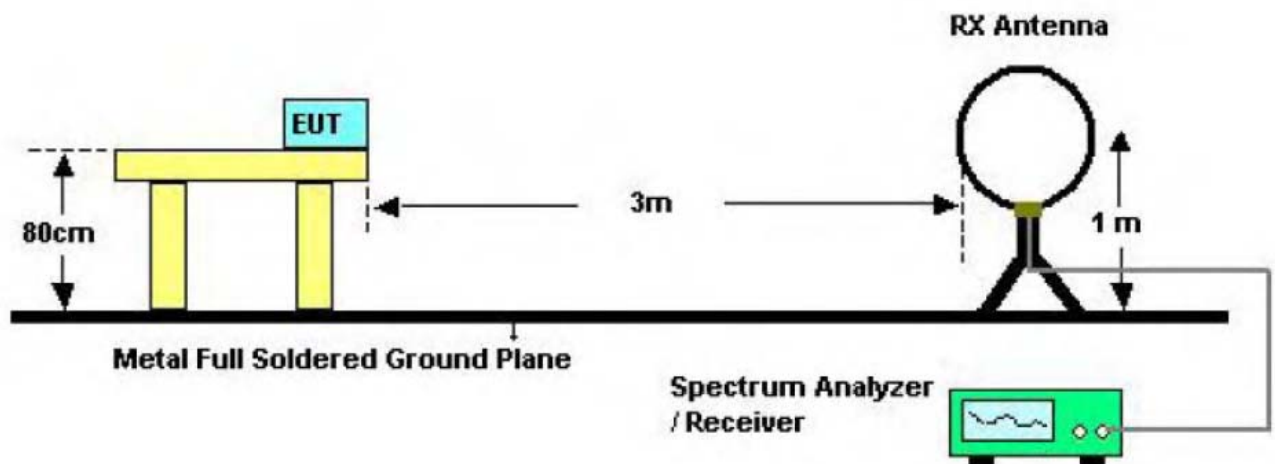 RX Antenna
EUT
80cm
3m
1 m
Metal Full Soldered Ground Plane
Spectrum Analyzer
/ Receiver